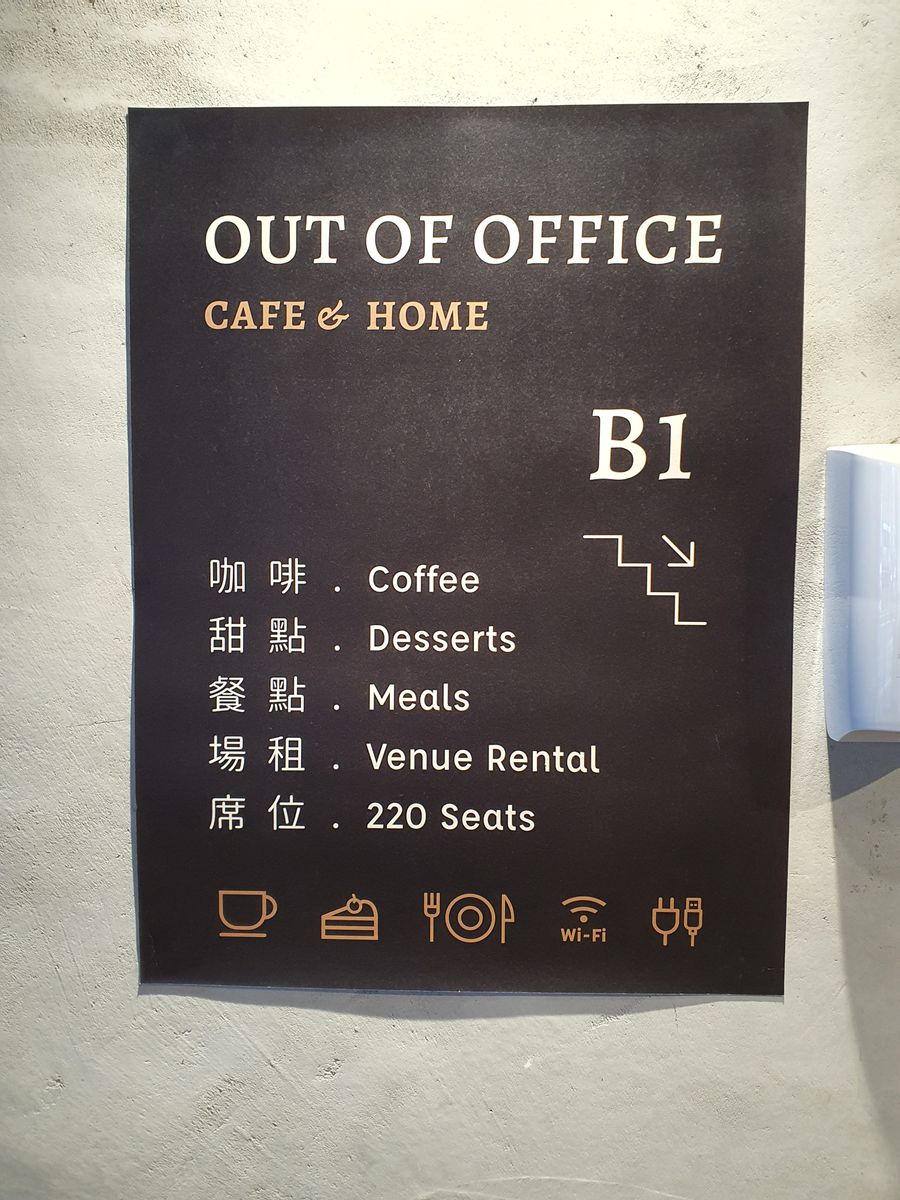 OUT OF OFFICE
CAFE & HOME
B1
咖啡 . Coffee
甜點 . Desserts
餐點 . Meals
場租 . Venue Rental
席位 . 220 Seats
Wi-Fi